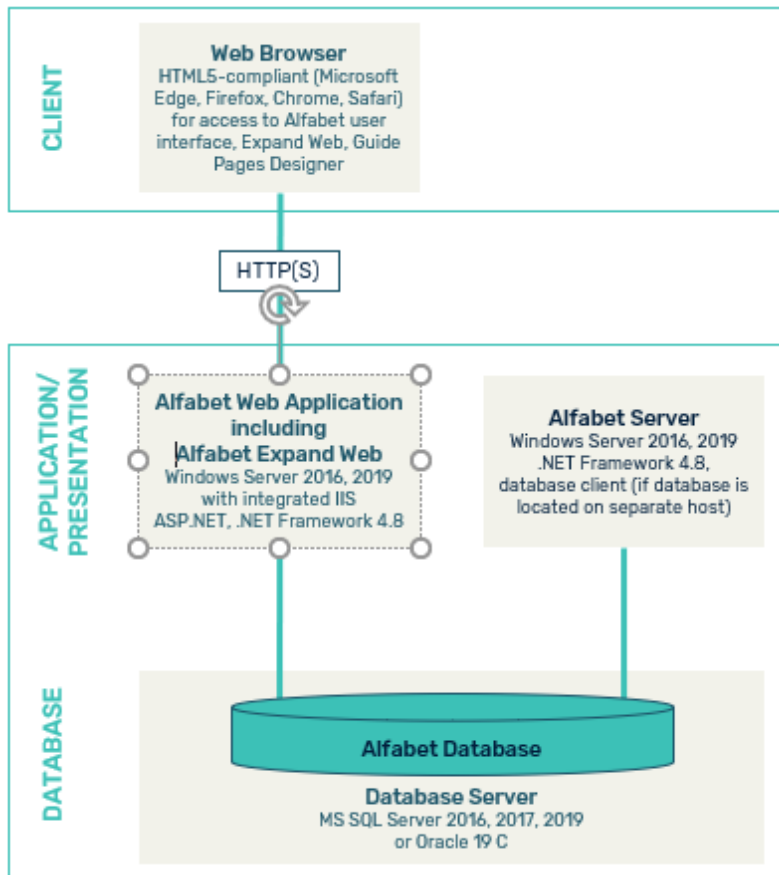 CLIENT
Web Browser
HTML5-compliant (Microsoft
Edge, Firefox, Chrome, Safari)
for access to Alfabet user
interface, Expand Web, Guide
Pages Designer
HTTP(S)
APPLICATION/
PRESENTATION
Alfabet Web Application
including
Alfabet Expand Web
Windows Server 2016, 2019
with integrated IIS
ASP.NET, .NET Framework 4.8
Alfabet Server
Windows Server 2016, 2019
.NET Framework 4.8,
database client (if database is
located on separate host)
DATABASE
Alfabet Database
Database Server
MS SQL Server 2016, 2017, 2019
or Oracle 19 C